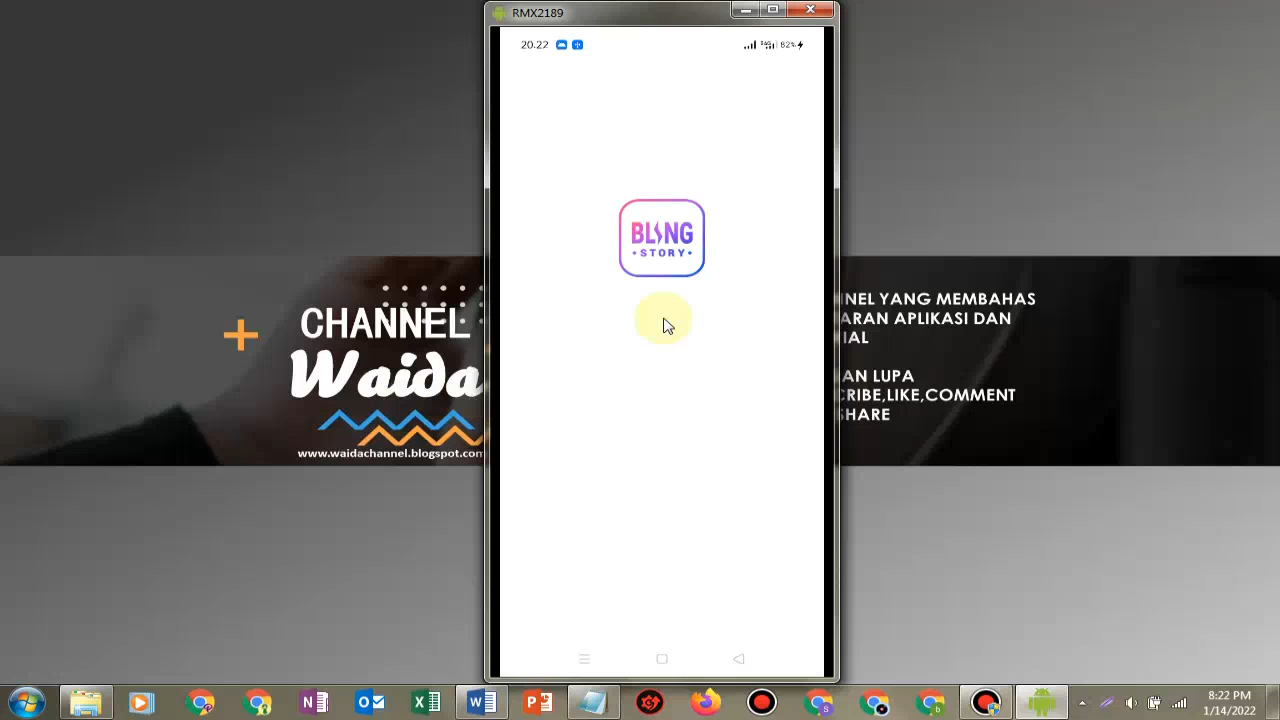 RMX2189
20.22
82%
BLING
STORY
CHANNEL
Waida
www.waidachannel.blogspot.com
NEL YANG MEMBAHAS
ARAN APLIKASI DAN
IAL
AN LUPA
CRIBE,LIKE,COMMENT
SHARE
8:22 PM
1/14/2022